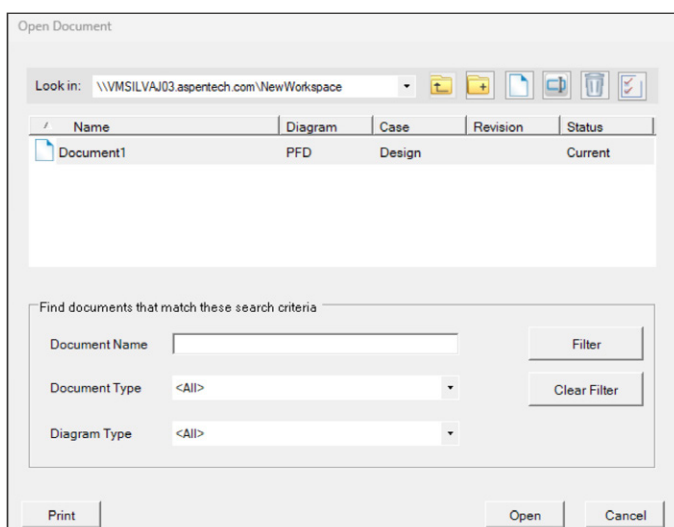 Open Document
Look in: \\VMSILVAJ03.aspentech.com\NewWorkspace
Name Diagram Case Revision Status
Document1 PFD Design Current
Find documents that match these search criteria
Document Name Filter
Document Type <All> Clear Filter
Diagram Type <All>
Print Open Cancel